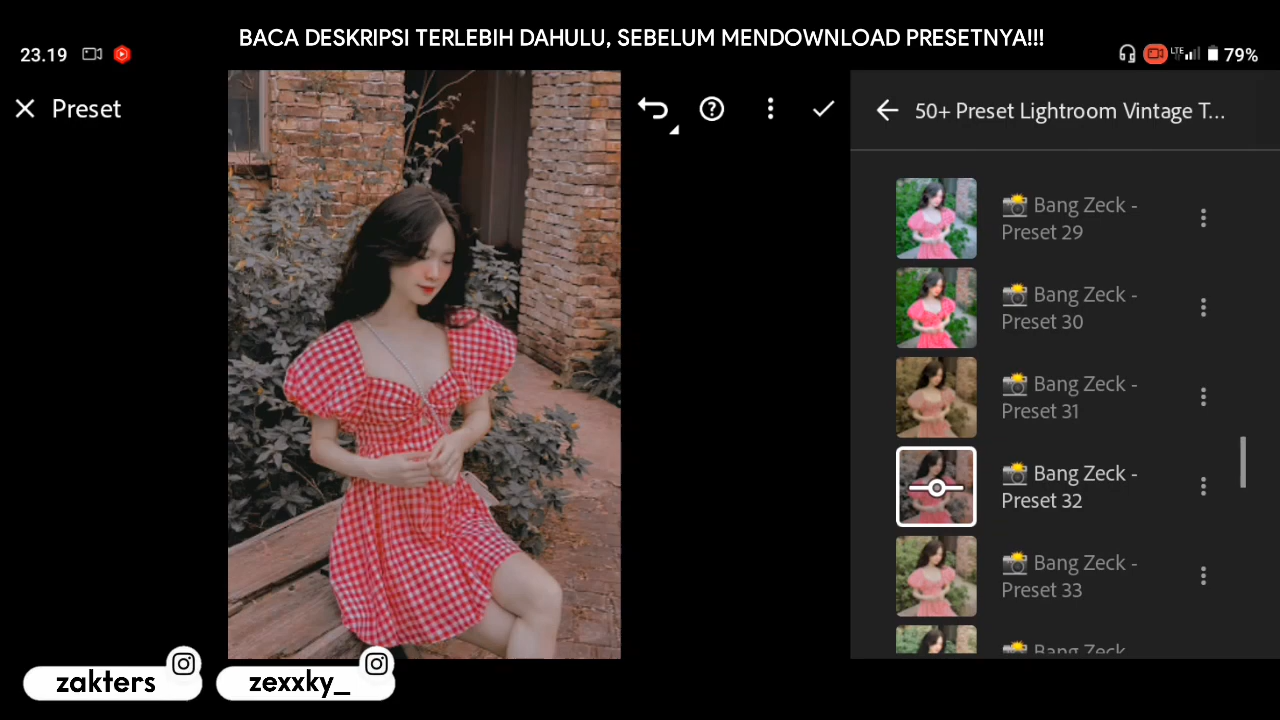 BACA DESKRIPSI TERLEBIH DAHULU, SEBELUM MENDOWNLOAD PRESETNYA!!!
23.19
LTE
79%
Preset
50+ Preset Lightroom Vintage T...
Bang Zeck -
Preset 29
Bang Zeck -
Preset 30
Bang Zeck -
Preset 31
Bang Zeck -
Preset 32
Bang Zeck -
Preset 33
Bang Zeck
zakters
zexxky_